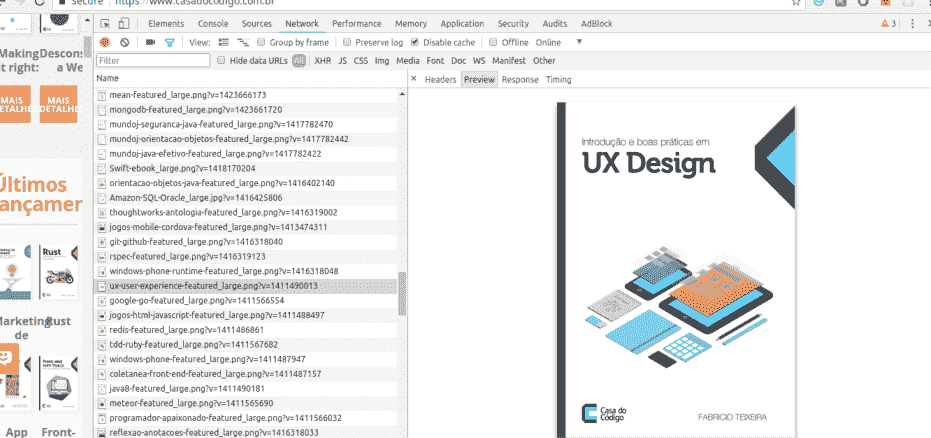 Secure https://www.casadocodigo.com.br
Elements Console Sources Network Performance Memory Application Security Audits AdBlock
3
View: Group by frame Preserve log Disable cache Offline Online
Filter Hide data URLs All XHR JS CSS Img Media Font Doc WS Manifest Other
Name
Headers Preview Response Timing
mean-featured_large.png?v=1423666173
mongodb-featured_large.png?v=1423661720
mundoj-seguranca-java-featured_large.png?v=1417782470
mundoj-orientacao-objetos-featured_large.png?v=1417782442
mundoj-java-efetivo-featured_large.png?v=1417782422
Swift-ebook_large.png?v=1418170204
orientacao-objetos-java-featured_large.png?v=1416402140
Amazon-SQL-Oracle_large.jpg?v=1416425806
thoughtworks-antologia-featured_large.png?v=1416319002
jogos-mobile-cordova-featured_large.png?v=1413474311
git-github-featured_large.png?v=1416318040
rspec-featured_large.png?v=1416319123
windows-phone-runtime-featured_large.png?v=1416318048
ux-user-experience-featured_large.png?v=1411490013
google-go-featured_large.png?v=1411566554
jogos-html-javascript-featured_large.png?v=1411488497
redis-featured_large.png?v=1411486861
tdd-ruby-featured_large.png?v=1411567682
windows-phone-featured_large.png?v=1411487947
coletanea-front-end-featured_large.png?v=1411487157
java8-featured_large.png?v=1411490181
meteor-featured_large.png?v=1411565690
programador-apaixonado-featured_large.png?v=1411566032
reflexao-anotacoes-featured_large.png?v=1416318033
Making Descons
t right: a We
MAIS MAIS
DETALHE DETALHE
Últimos
ançamen
Rust
Marketing Rust
de
App Front-
Introdução e boas práticas em
UX Design
Casa do
Código
FABRICIO TEIXEIRA